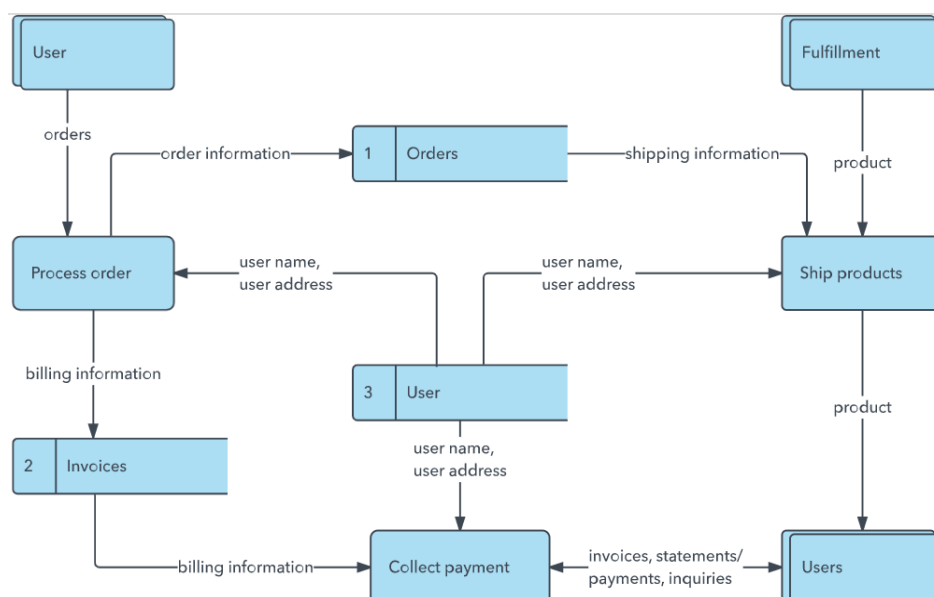 User
Fulfillment
orders
order information
1 Orders
shipping information
product
Process order
user name,
user address
user name,
user address
Ship products
billing information
3 User
product
2 Invoices
user name,
user address
billing information
Collect payment
invoices, statements/
payments, inquiries
Users